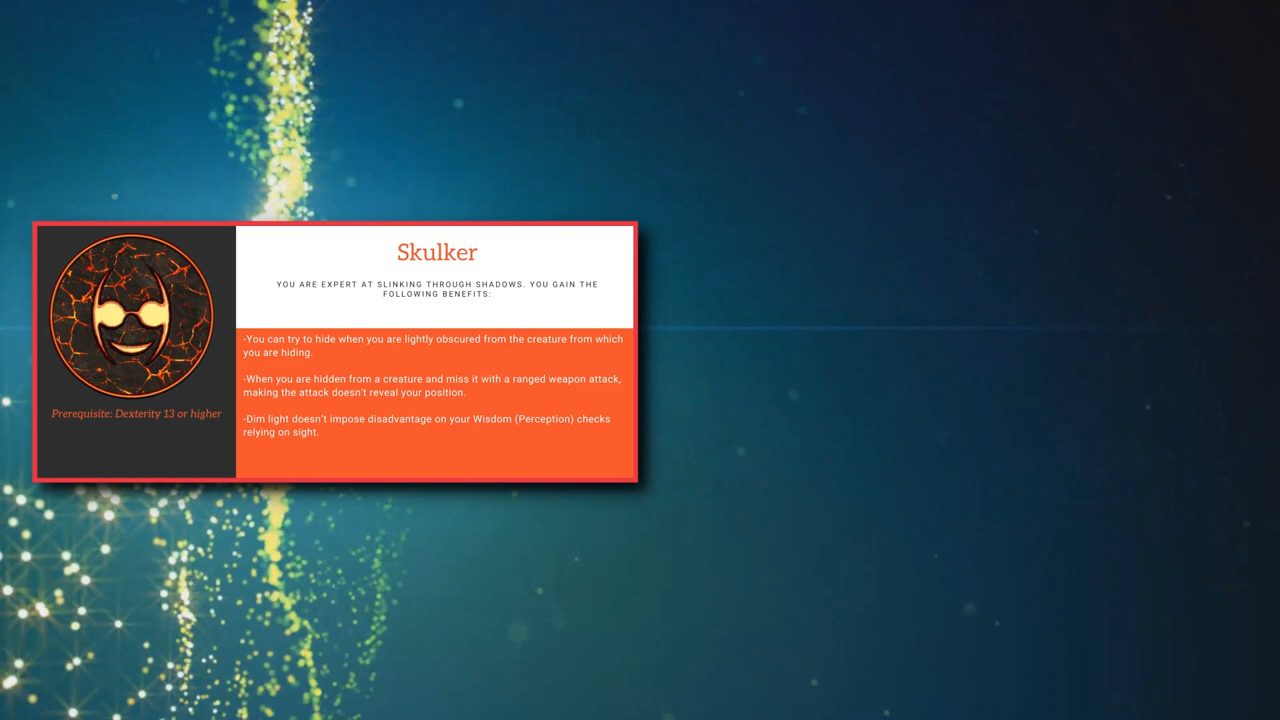 Skulker
YOU ARE EXPERT AT SLINKING THROUGH SHADOWS. YOU GAIN THE
FOLLOWING BENEFITS:
-You can try to hide when you are lightly obscured from the creature from which
you are hiding.
-When you are hidden from a creature and miss it with a ranged weapon attack,
making the attack doesn't reveal your position.
-Dim light doesn't impose disadvantage on your Wisdom (Perception) checks
relying on sight.
Prerequisite: Dexterity 13 or higher